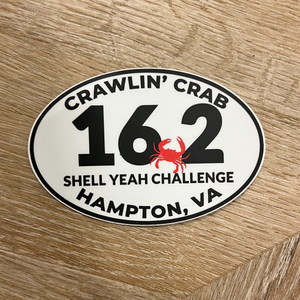 CRAWLIN' CRAB
16.2
SHELL YEAH CHALLENGE
HAMPTON, VA